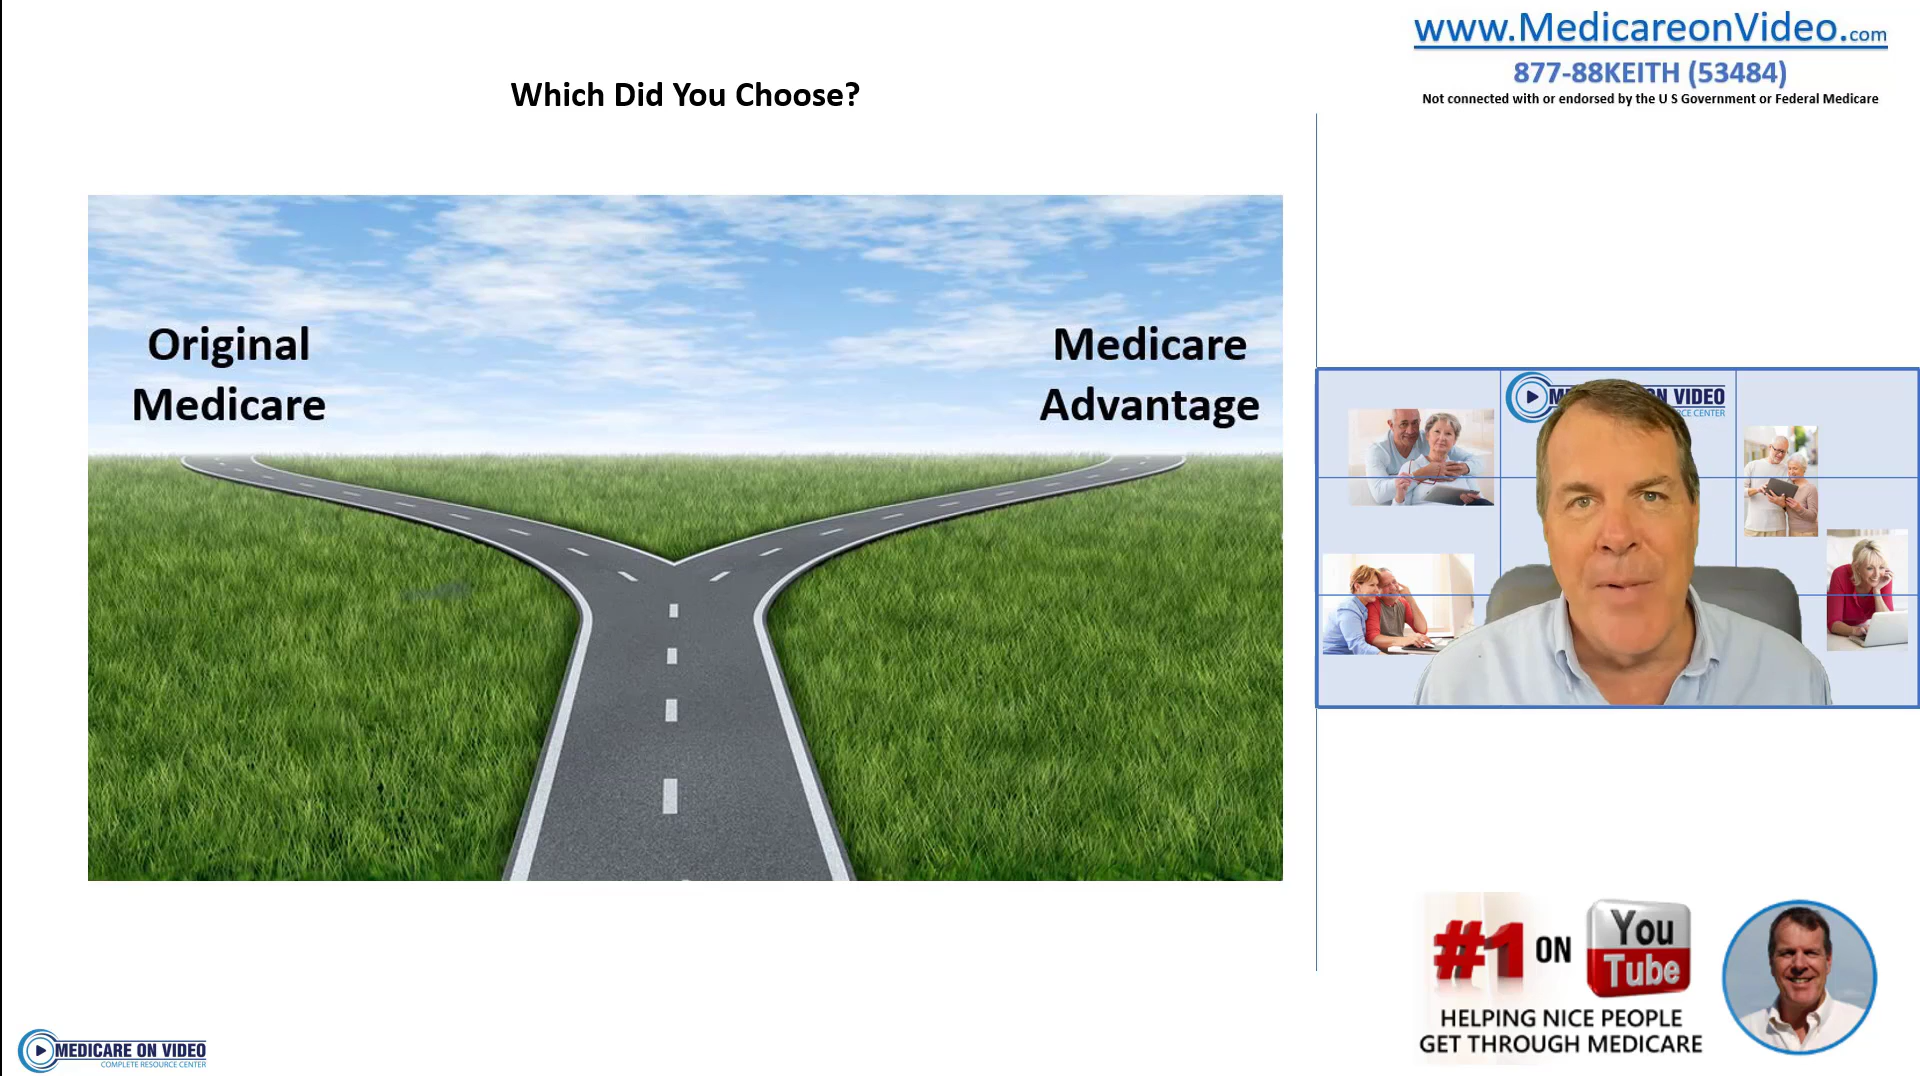 www.MedicareonVideo.com
877-88KEITH (53484)
Not connected with or endorsed by the U S Government or Federal Medicare
Which Did You Choose?
Original
Medicare
Medicare
Advantage
VIDEO
CENTER
#1 ON
You
Tube
HELPING NICE PEOPLE
GET THROUGH MEDICARE
MEDICARE ON VIDEO
COMPLETE RESOURCE CENTER